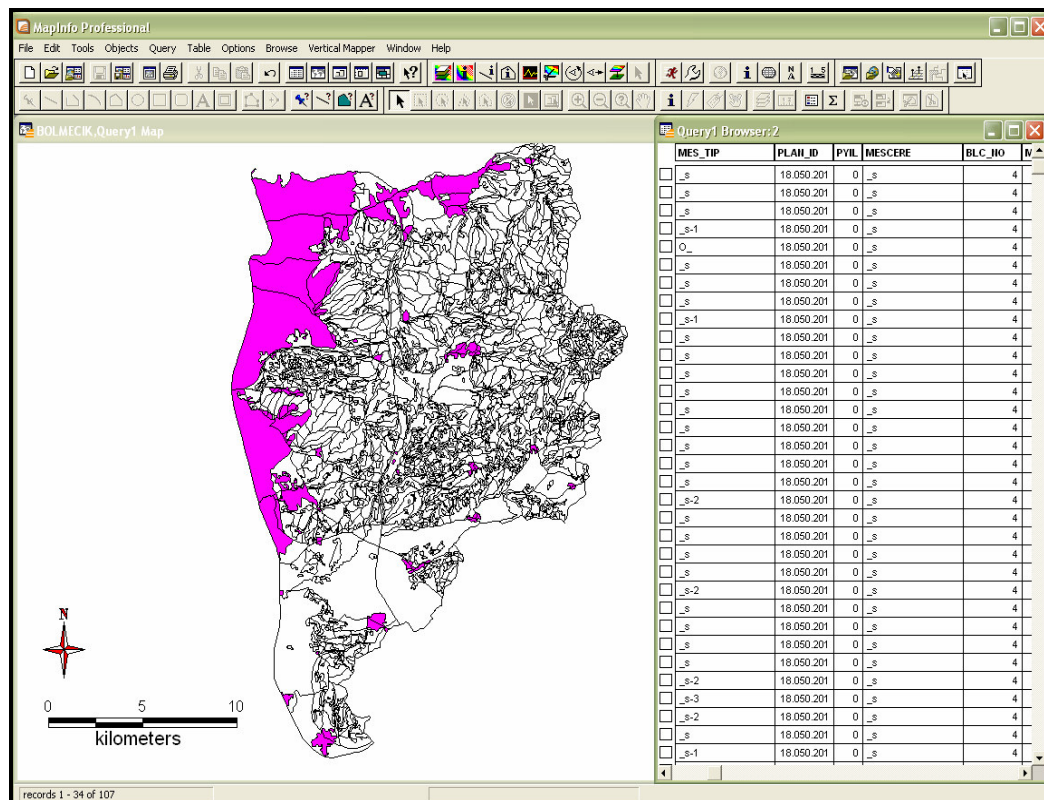 MapInfo Professional
File Edit Tools Objects Query Table Options Browse Vertical Mapper Window Help
BOLMECIK,Query1 Map
Query1 Browser:2
MES_TIP PLAN_ID PYIL MESCERE BLC_NO M
_s 18.050.201 0 _s 4
_s 18.050.201 0 _s 4
_s 18.050.201 0 _s 4
_s-1 18.050.201 0 _s 4
O_ 18.050.201 0 _s 4
_s 18.050.201 0 _s 4
_s 18.050.201 0 _s 4
_s 18.050.201 0 _s 4
_s-1 18.050.201 0 _s 4
_s 18.050.201 0 _s 4
_s 18.050.201 0 _s 4
_s 18.050.201 0 _s 4
_s 18.050.201 0 _s 4
_s 18.050.201 0 _s 4
_s 18.050.201 0 _s 4
_s 18.050.201 0 _s 4
_s 18.050.201 0 _s 4
_s 18.050.201 0 _s 4
_s-2 18.050.201 0 _s 4
_s 18.050.201 0 _s 4
_s 18.050.201 0 _s 4
_s 18.050.201 0 _s 4
_s 18.050.201 0 _s 4
_s-2 18.050.201 0 _s 4
_s 18.050.201 0 _s 4
_s 18.050.201 0 _s 4
_s 18.050.201 0 _s 4
_s 18.050.201 0 _s 4
_s-2 18.050.201 0 _s 4
_s-3 18.050.201 0 _s 4
_s-2 18.050.201 0 _s 4
_s 18.050.201 0 _s 4
_s-1 18.050.201 0 _s 4
N
0 5 10
kilometers
records 1 - 34 of 107